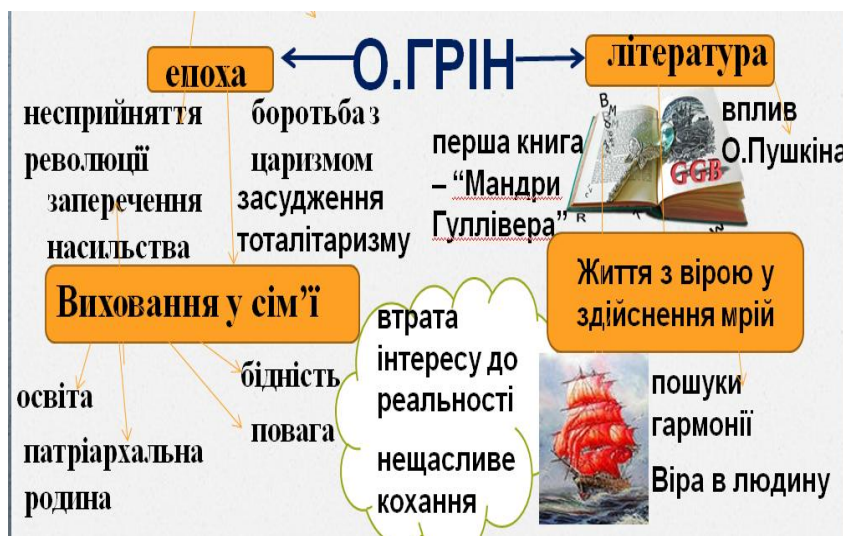 О.ГРІН
епоха
література
несприйняття
революції
заперечення
насильства
боротьба з
царизмом
засудження
тоталітаризму
перша книга
– “Мандри
Гуллівера”
GGB
вплив
О.Пушкіна
Виховання у сім’ї
освіта
патріархальна
родина
бідність
повага
втрата
інтересу до
реальності
нещасливе
кохання
Життя з вірою у
здійснення мрій
пошуки
гармонії
Віра в людину